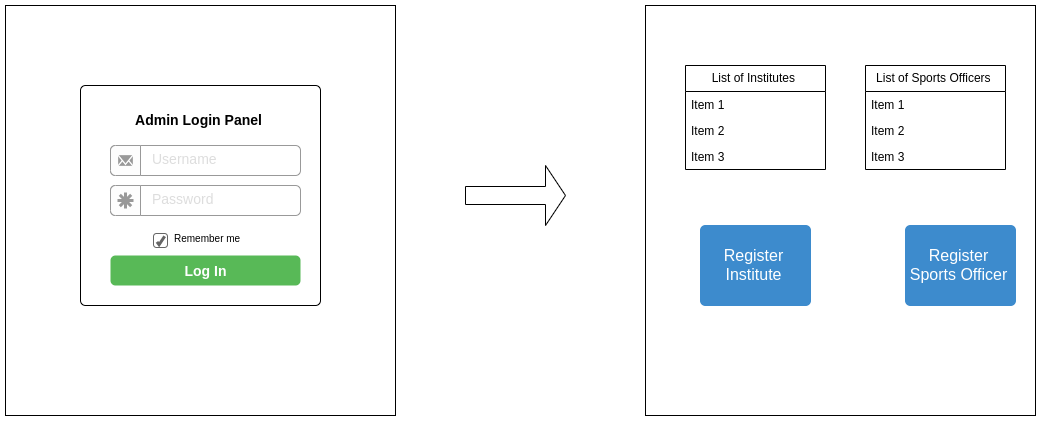 Admin Login Panel
Username
Password
Remember me
Log In
List of Institutes
Item 1
Item 2
Item 3
List of Sports Officers
Item 1
Item 2
Item 3
Register
Institute
Register
Sports Officer